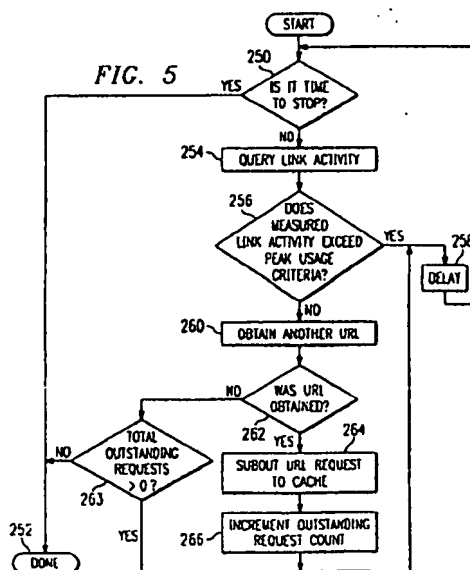 START
FIG. 5
250
YES
IS IT TIME
TO STOP?
NO
254
QUERY LINK ACTIVITY
256
DOES
MEASURED
LINK ACTIVITY EXCEED
PEAK USAGE
CRITERIA?
YES
258
DELAY
NO
260
OBTAIN ANOTHER URL
NO
WAS URL
OBTAINED?
262
YES
264
TOTAL
OUTSTANDING
REQUESTS
> 0?
NO
263
SUBOUT URL REQUEST
TO CACHE
252
DONE
YES
266
INCREMENT OUTSTANDING
REQUEST COUNT